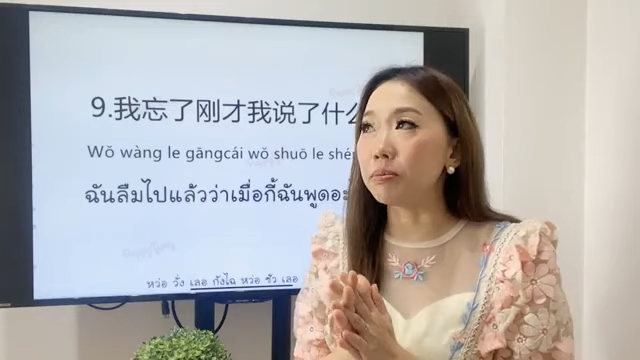 9.我忘了刚才我说了什么
Wǒ wàng le gāngcái wǒ shuō le shé
ฉันลืมไปแล้วว่าเมื่อกี้ฉันพูดอะ
หว่อ วั่ง เลอ กังไฉ หว่อ ซัว เลอ